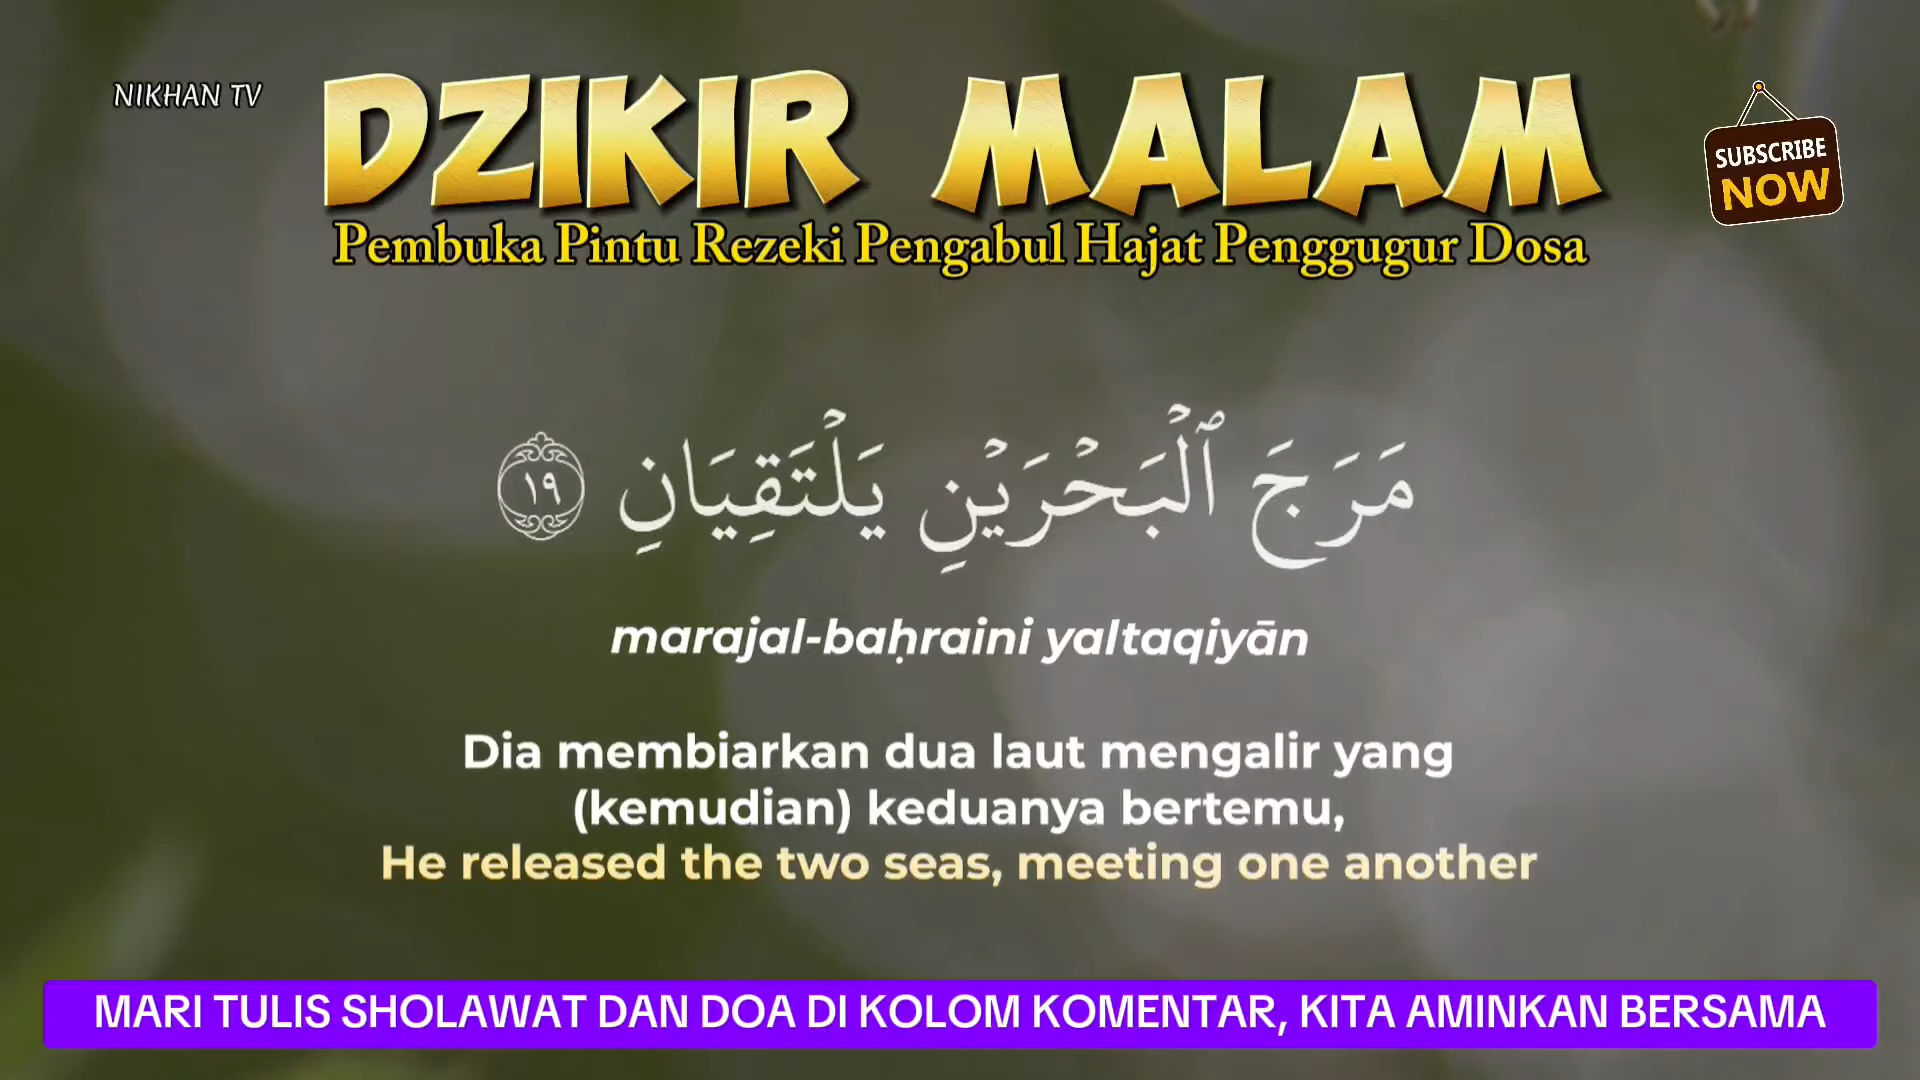 NIKHAN TV
DZIKIR MALAM
SUBSCRIBE
NOW
Pembuka Pintu Rezeki Pengabul Hajat Penggugur Dosa
مَرَجَ ٱلْبَحْرَيْنِ يَلْتَقِيَانِ ١٩
marajal-baḥraini yaltaqiyān
Dia membiarkan dua laut mengalir yang
(kemudian) keduanya bertemu,
He released the two seas, meeting one another
MARI TULIS SHOLAWAT DAN DOA DI KOLOM KOMENTAR, KITA AMINKAN BERSAMA